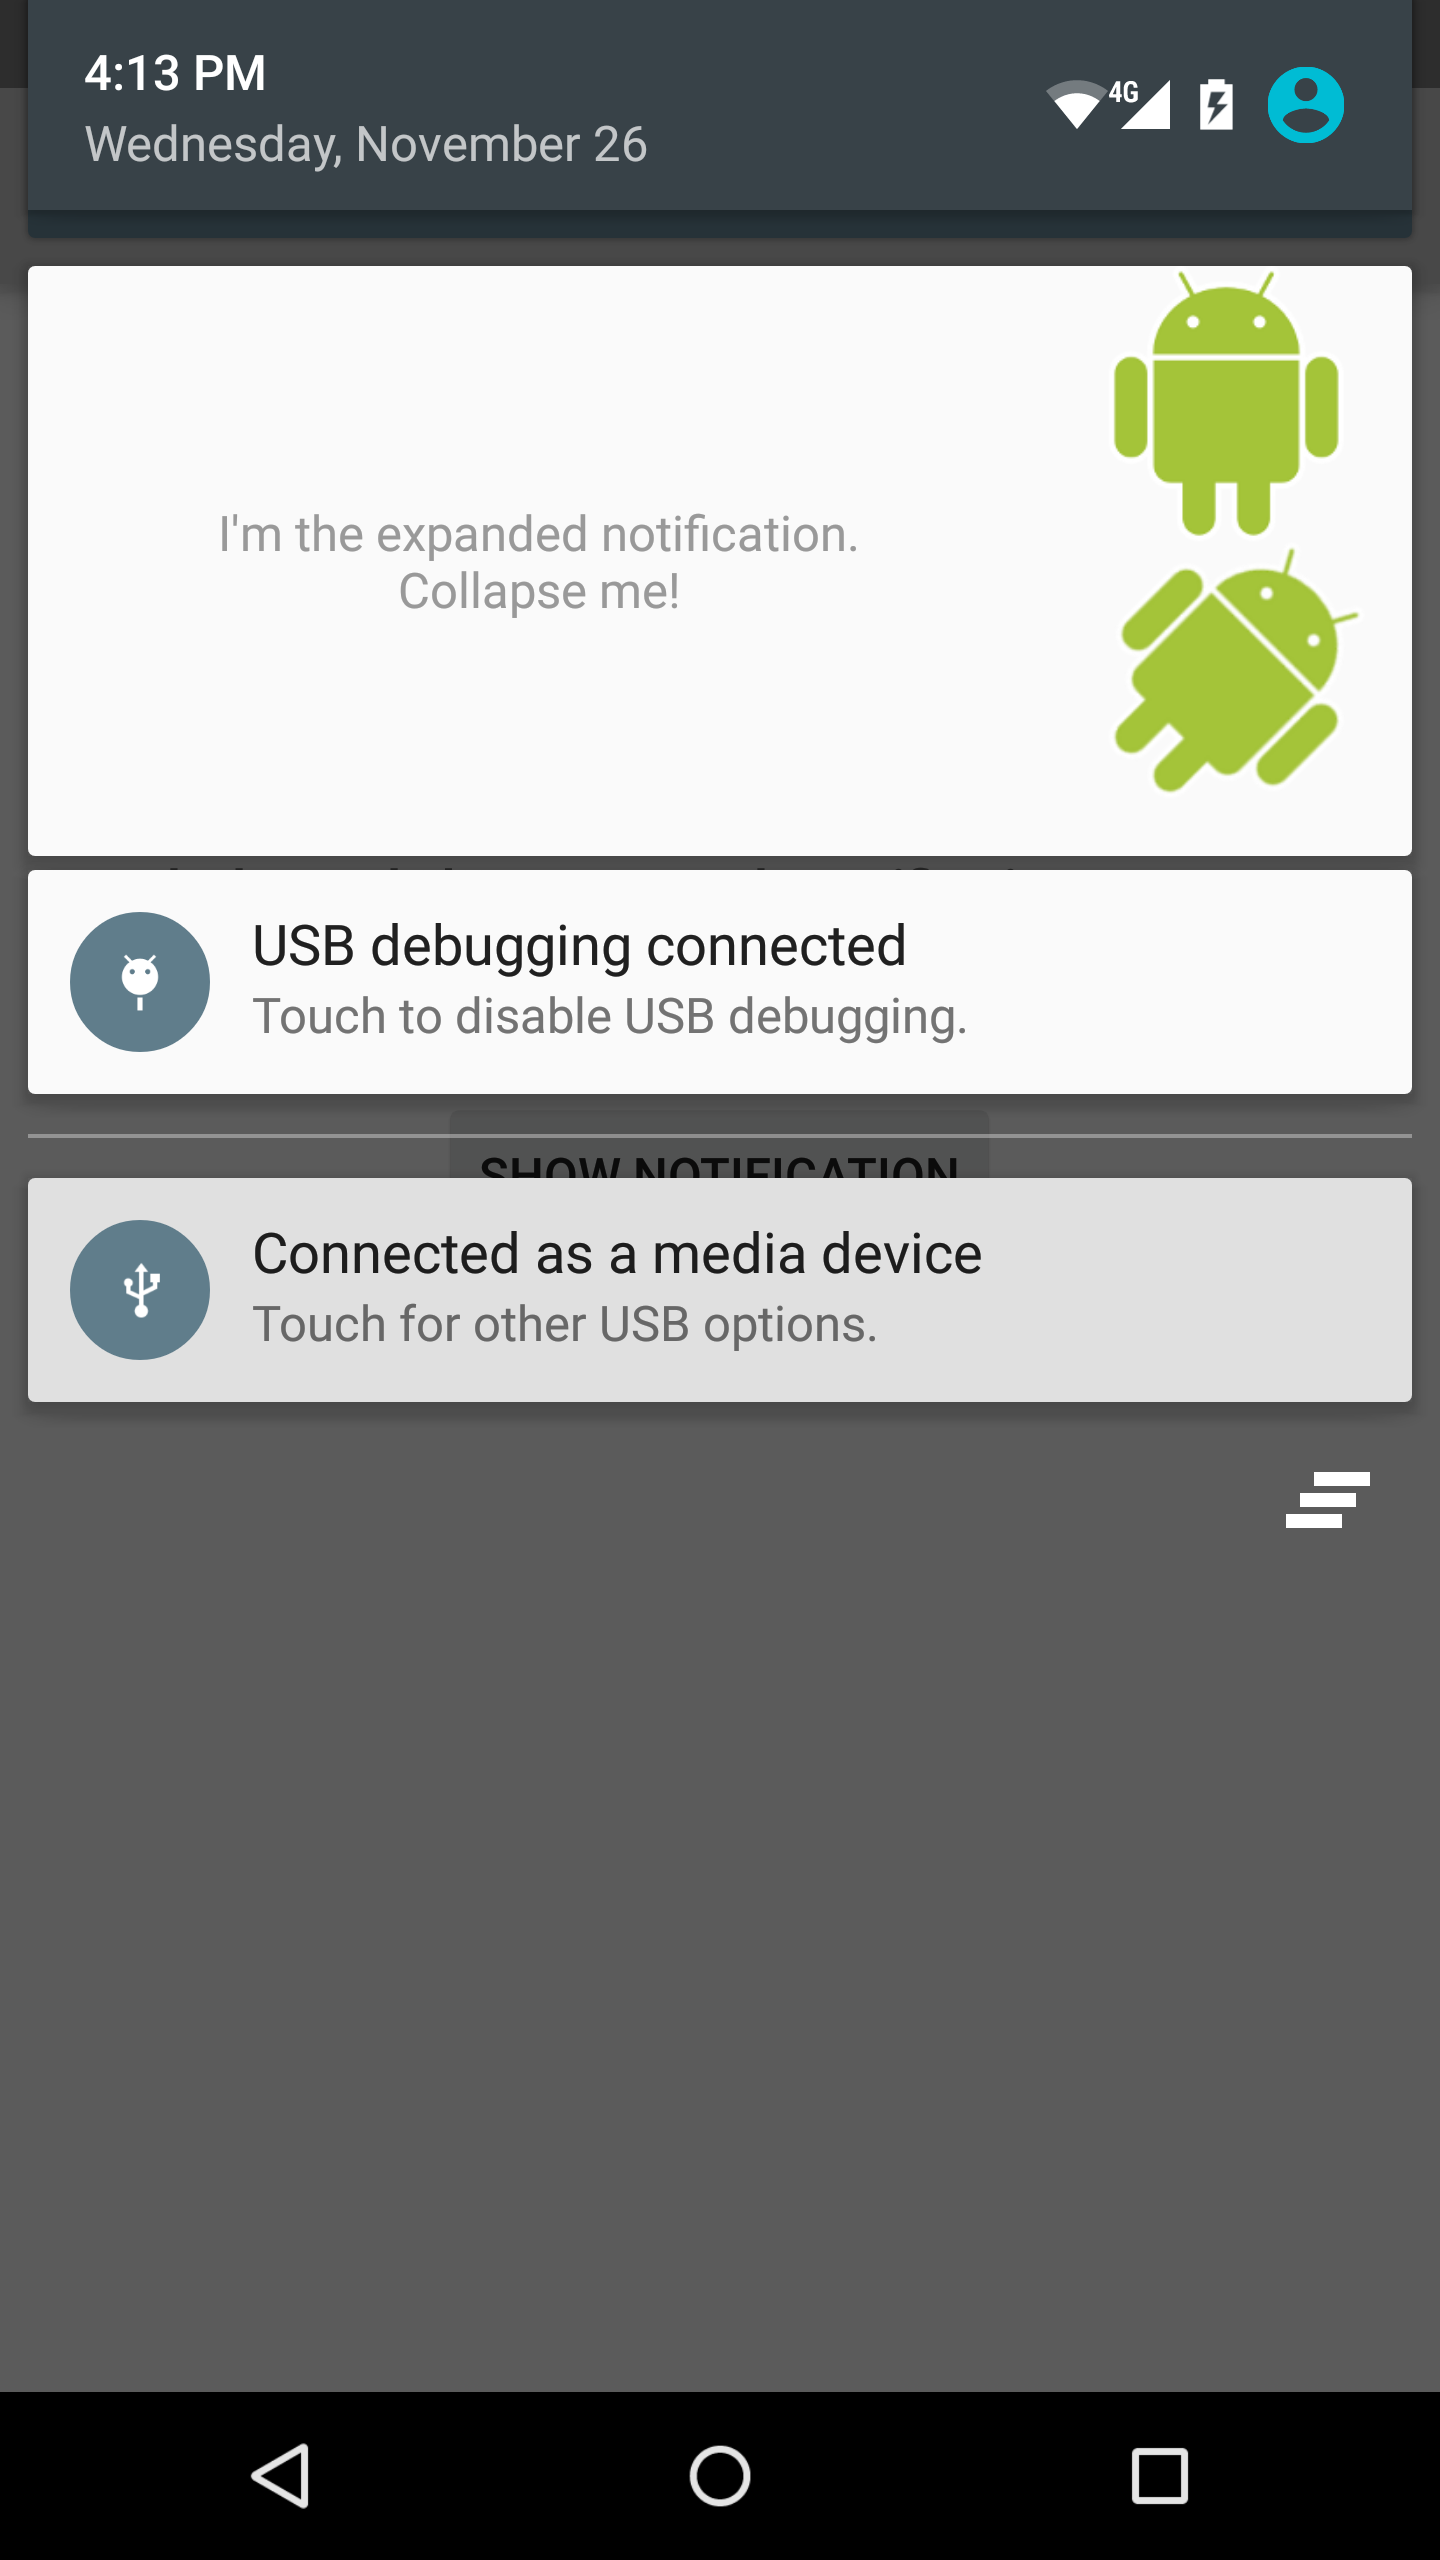 4:13 PM
Wednesday, November 26
4G
I'm the expanded notification.
Collapse me!
USB debugging connected
Touch to disable USB debugging.
SHOW NOTIFICATION
Connected as a media device
Touch for other USB options.